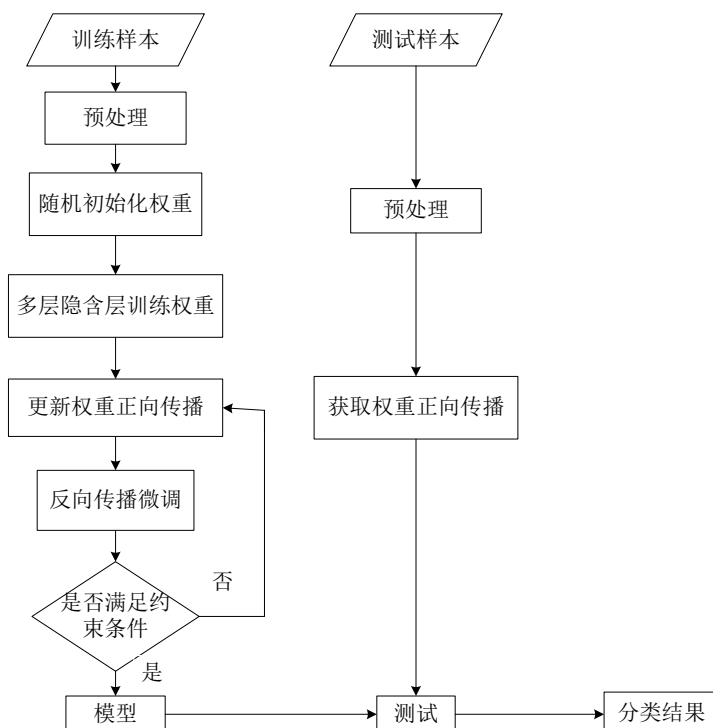 训练样本
测试样本
预处理
随机初始化权重
预处理
多层隐含层训练权重
更新权重正向传播
获取权重正向传播
反向传播微调
否
是否满足约
束条件
是
模型
测试
分类结果